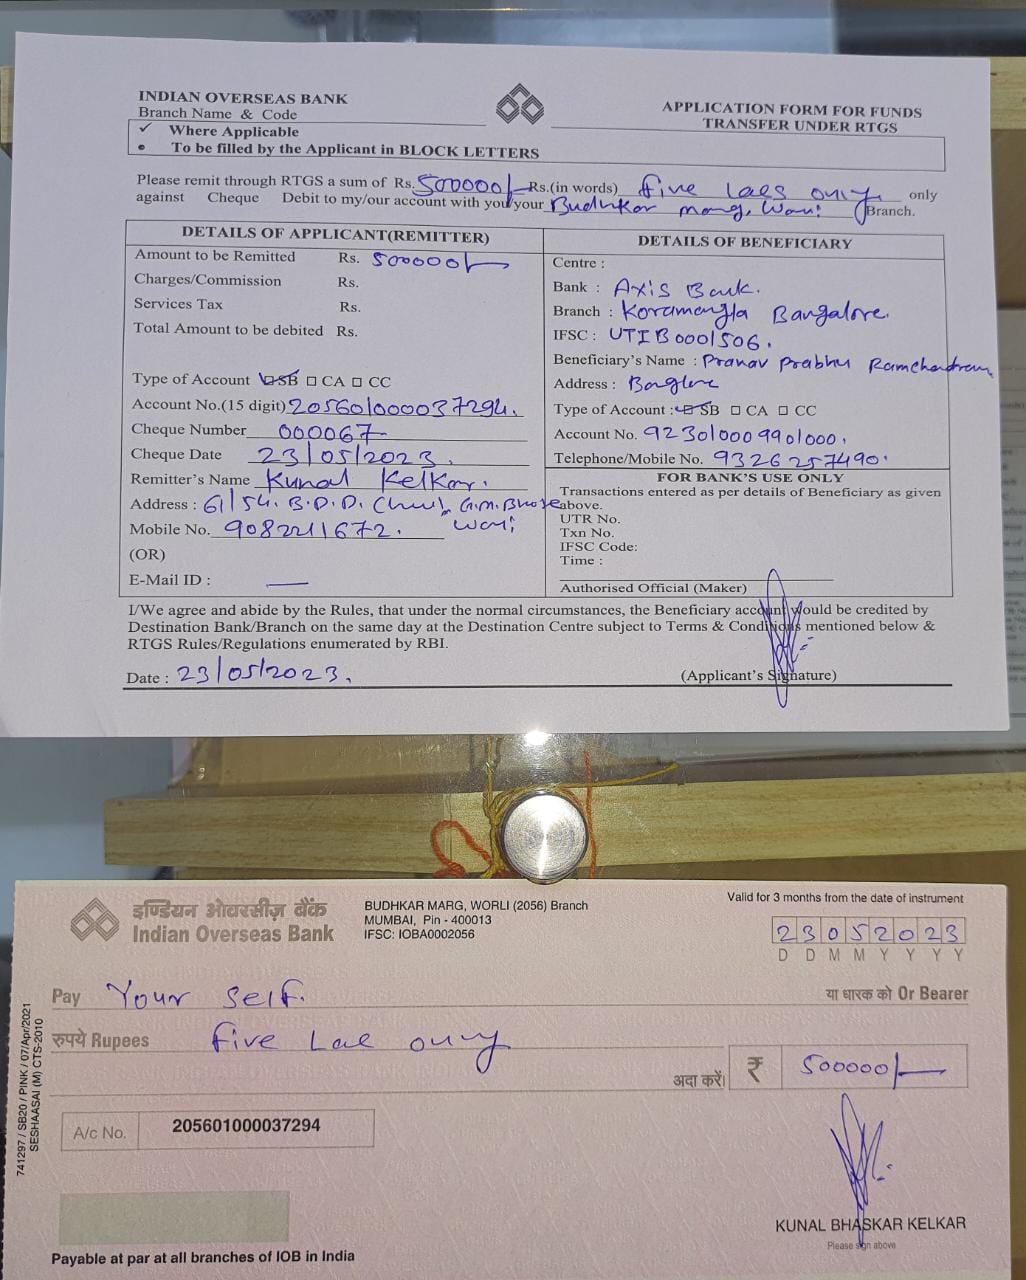 INDIAN OVERSEAS BANK
Branch Name & Code
APPLICATION FORM FOR FUNDS
TRANSFER UNDER RTGS
✓ Where Applicable
• To be filled by the Applicant in BLOCK LETTERS
Please remit through RTGS a sum of Rs. 500000/- Rs.(in words) five lacs only only
against Cheque Debit to my/our account with you/your Budhkar marg, Worli Branch.
DETAILS OF APPLICANT(REMITTER)
Amount to be Remitted Rs. 500000/-
Charges/Commission Rs.
Services Tax Rs.
Total Amount to be debited Rs.
Type of Account SB CA CC
Account No.(15 digit) 205601000037294.
Cheque Number 000067
Cheque Date 23/05/2023.
Remitter's Name Kunal Kelkar.
Address : 61/54. B.D.D. Chawl, G.M. Bhose
Worli
Mobile No. 9082211672.
(OR)
E-Mail ID : —
DETAILS OF BENEFICIARY
Centre :
Bank : Axis Bank.
Branch : Koramangla Bangalore.
IFSC : UTIB0001506.
Beneficiary's Name : Pranav Prabhu Ramchandran
Address : Banglore
Type of Account : SB CA CC
Account No. 923010009901000.
Telephone/Mobile No. 9326257490.
FOR BANK'S USE ONLY
Transactions entered as per details of Beneficiary as given
above.
UTR No.
Txn No.
IFSC Code:
Time :
Authorised Official (Maker)
I/We agree and abide by the Rules, that under the normal circumstances, the Beneficiary account would be credited by
Destination Bank/Branch on the same day at the Destination Centre subject to Terms & Conditions mentioned below &
RTGS Rules/Regulations enumerated by RBI.
Date : 23/05/2023.
(Applicant's Signature)
इण्डियन ओवरसीज़ बैंक
Indian Overseas Bank
BUDHKAR MARG, WORLI (2056) Branch
MUMBAI, Pin - 400013
IFSC: IOBA0002056
Valid for 3 months from the date of instrument
23052023
D D M M Y Y Y Y
Pay Your Self.
या धारक को Or Bearer
रुपये Rupees five Lac only
अदा करें। ₹ 500000/-
A/c No. 205601000037294
741297 / SB20 / PINK / 07/Apr/2021
SESHAASAI (M) CTS-2010
KUNAL BHASKAR KELKAR
Please sign above
Payable at par at all branches of IOB in India